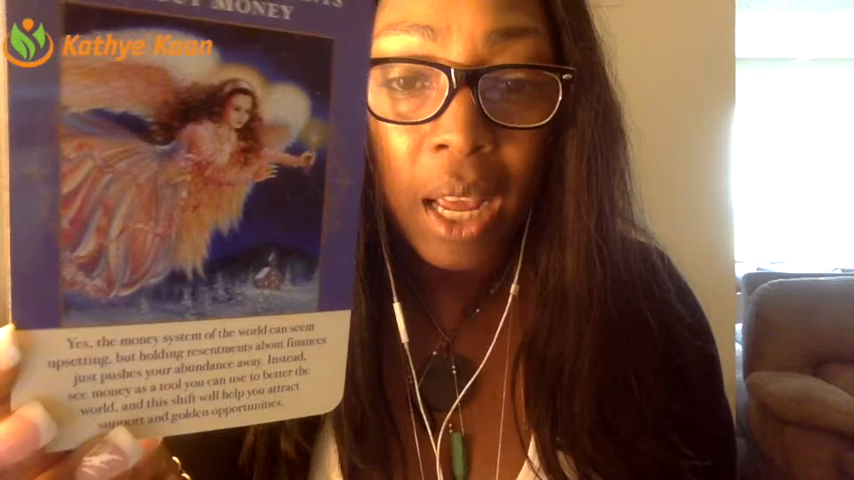 BOUT MONEY
Kathye Kaan
Yes, the money system of the world can seem
upsetting, but holding resentments about finances
just pushes your abundance away. Instead,
see money as a tool you can use to better the
world, and this shift will help you attract
support and golden opportunities.